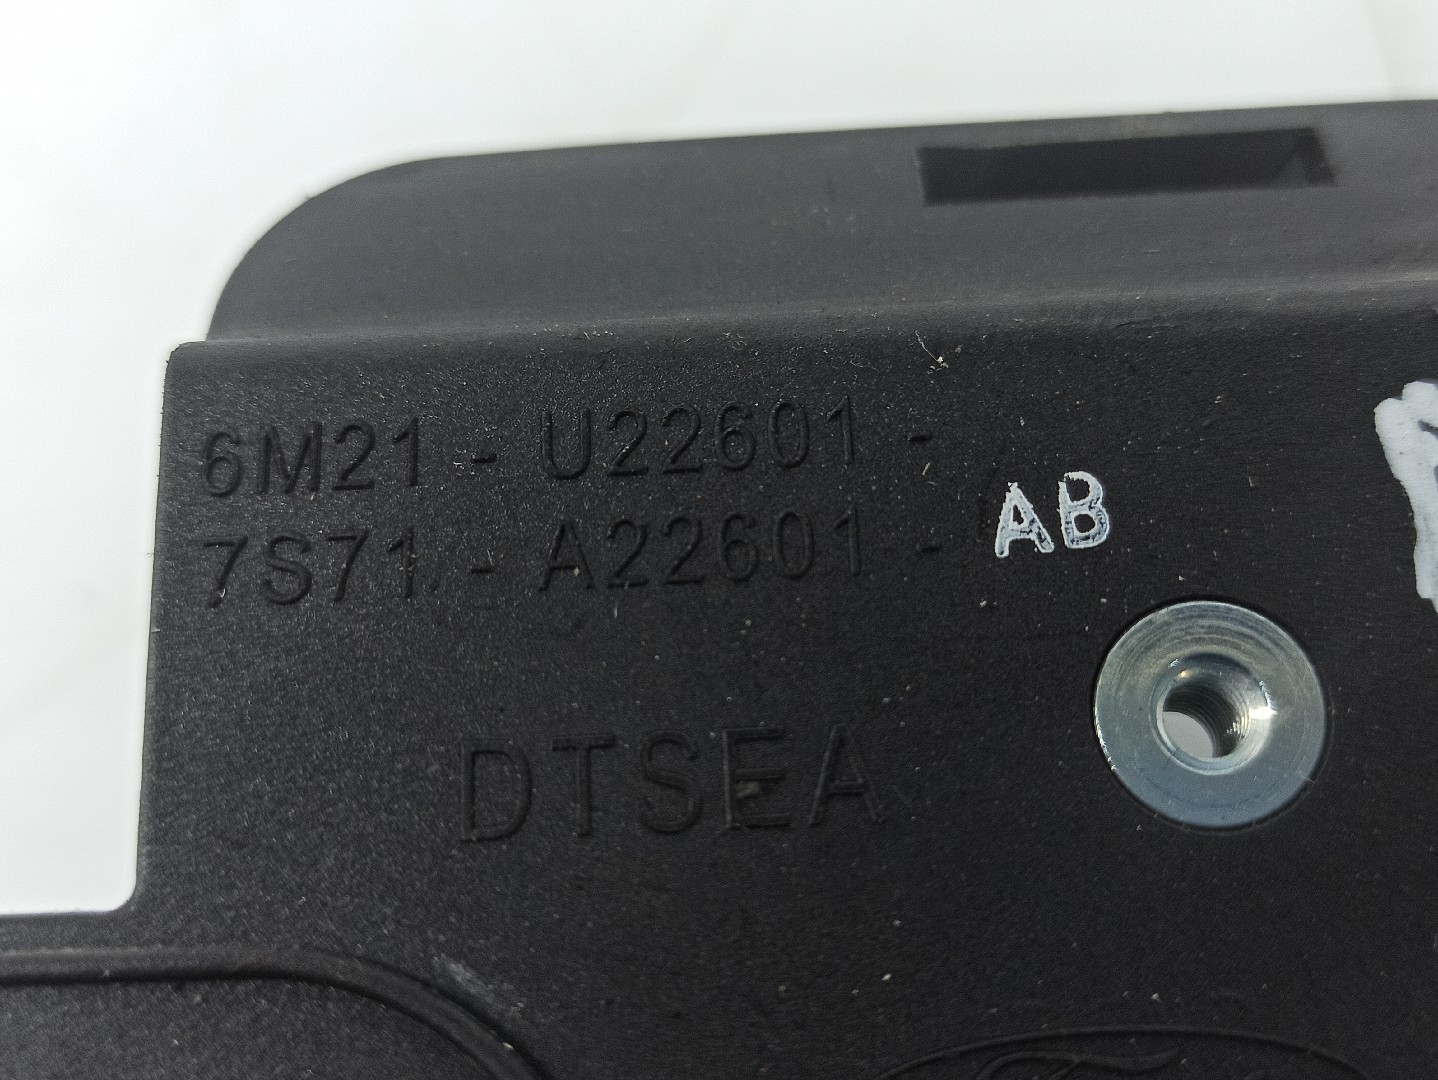 6M21 - U22601 -
7S71 - A22601 - AB
DTSEA